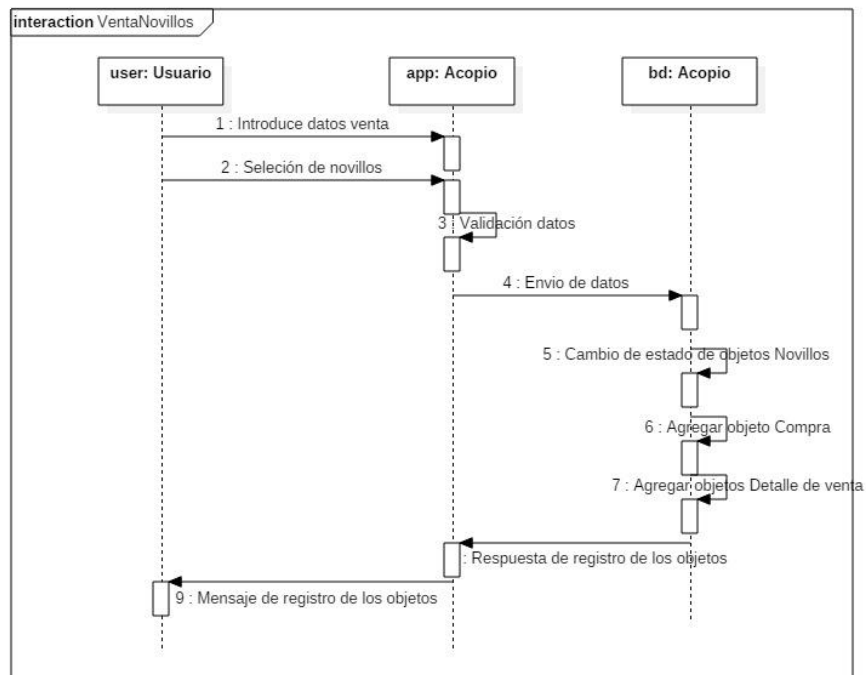 interaction VentaNovillos
user: Usuario
app: Acopio
bd: Acopio
1 : Introduce datos venta
2 : Seleción de novillos
3 : Validación datos
4 : Envio de datos
5 : Cambio de estado de objetos Novillos
6 : Agregar objeto Compra
7 : Agregar objetos Detalle de venta
: Respuesta de registro de los objetos
9 : Mensaje de registro de los objetos